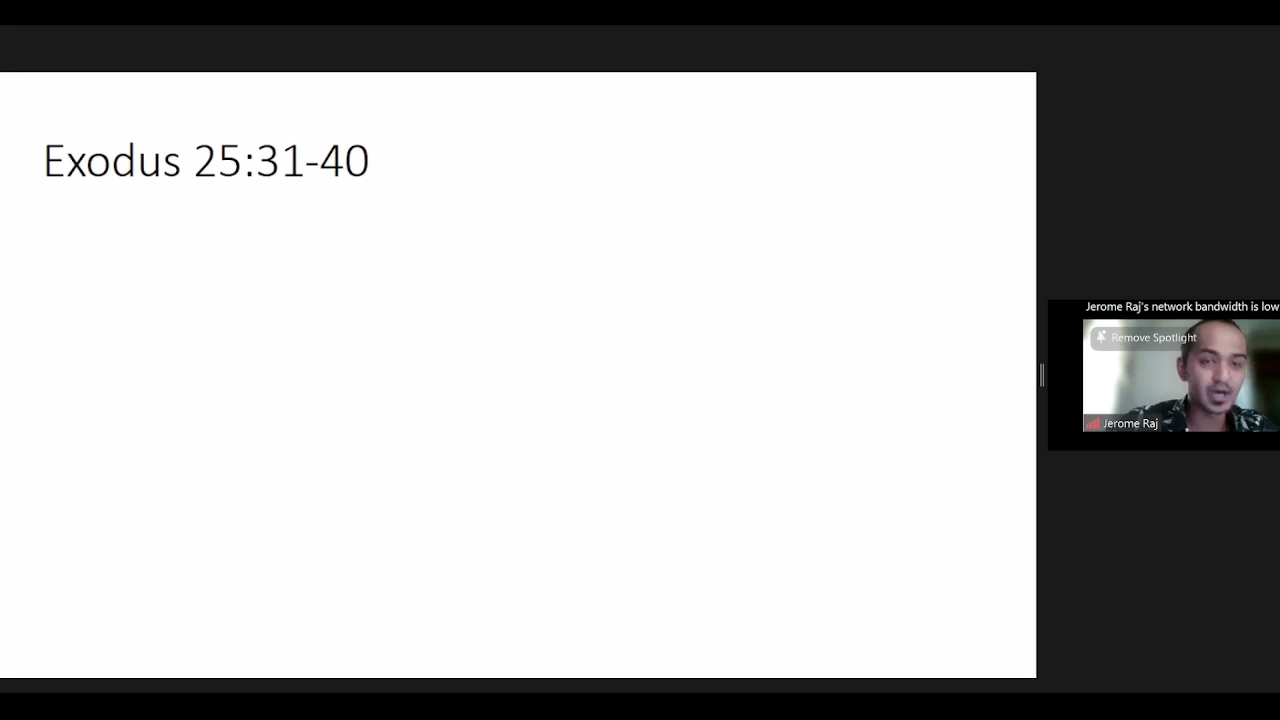 Exodus 25:31-40
Jerome Raj's network bandwidth is low
Remove Spotlight
Jerome Raj